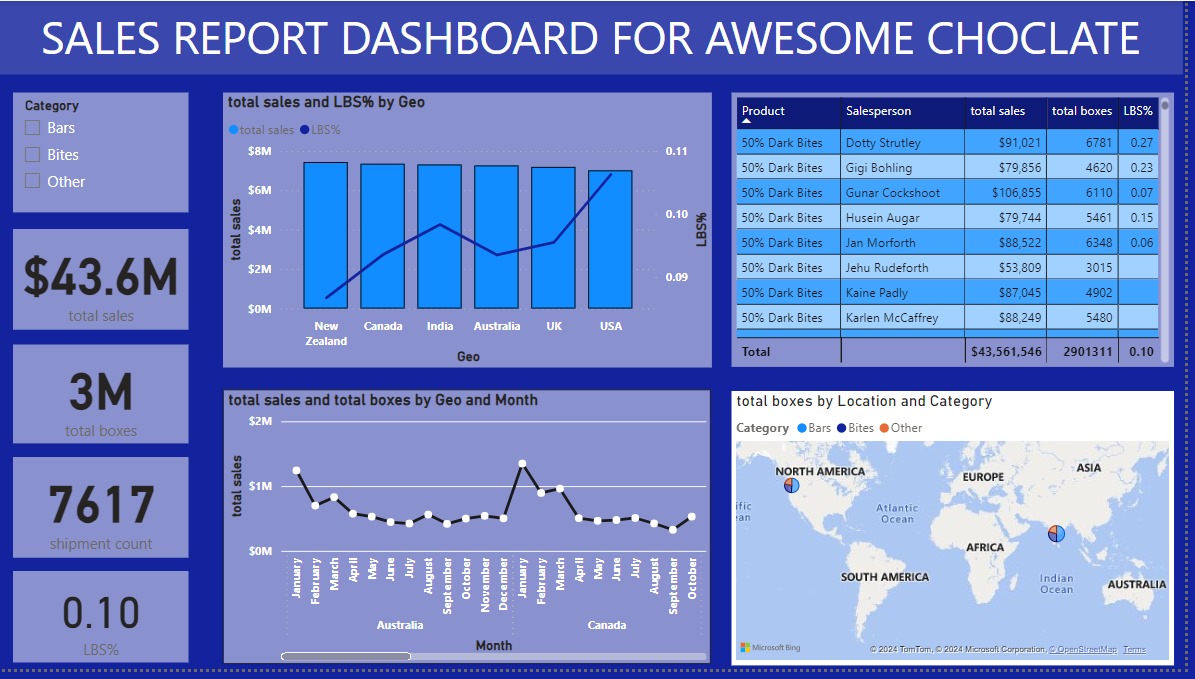 SALES REPORT DASHBOARD FOR AWESOME CHOCLATE
Category
Bars
Bites
Other
$43.6M
total sales
3M
total boxes
7617
shipment count
0.10
LBS%
total sales and LBS% by Geo
total sales LBS%
$8M
$6M
$4M
$2M
$0M
total sales
0.11
0.10
0.09
LBS%
New Zealand Canada India Australia UK USA
Geo
Product Salesperson total sales total boxes LBS%
50% Dark Bites Dotty Strutley $91,021 6781 0.27
50% Dark Bites Gigi Bohling $79,856 4620 0.23
50% Dark Bites Gunar Cockshoot $106,855 6110 0.07
50% Dark Bites Husein Augar $79,744 5461 0.15
50% Dark Bites Jan Morforth $88,522 6348 0.06
50% Dark Bites Jehu Rudeforth $53,809 3015
50% Dark Bites Kaine Padly $87,045 4902
50% Dark Bites Karlen McCaffrey $88,249 5480
Total $43,561,546 2901311 0.10
total sales and total boxes by Geo and Month
$2M
$1M
$0M
total sales
January February March April May June July August September October November December January February March April May June July August September October
Australia Canada
Month
total boxes by Location and Category
Category Bars Bites Other
NORTH AMERICA
EUROPE
ASIA
ific
ean
Atlantic
Ocean
AFRICA
SOUTH AMERICA
Indian
Ocean
AUSTRALIA
Microsoft Bing
© 2024 TomTom, © 2024 Microsoft Corporation, © OpenStreetMap Terms